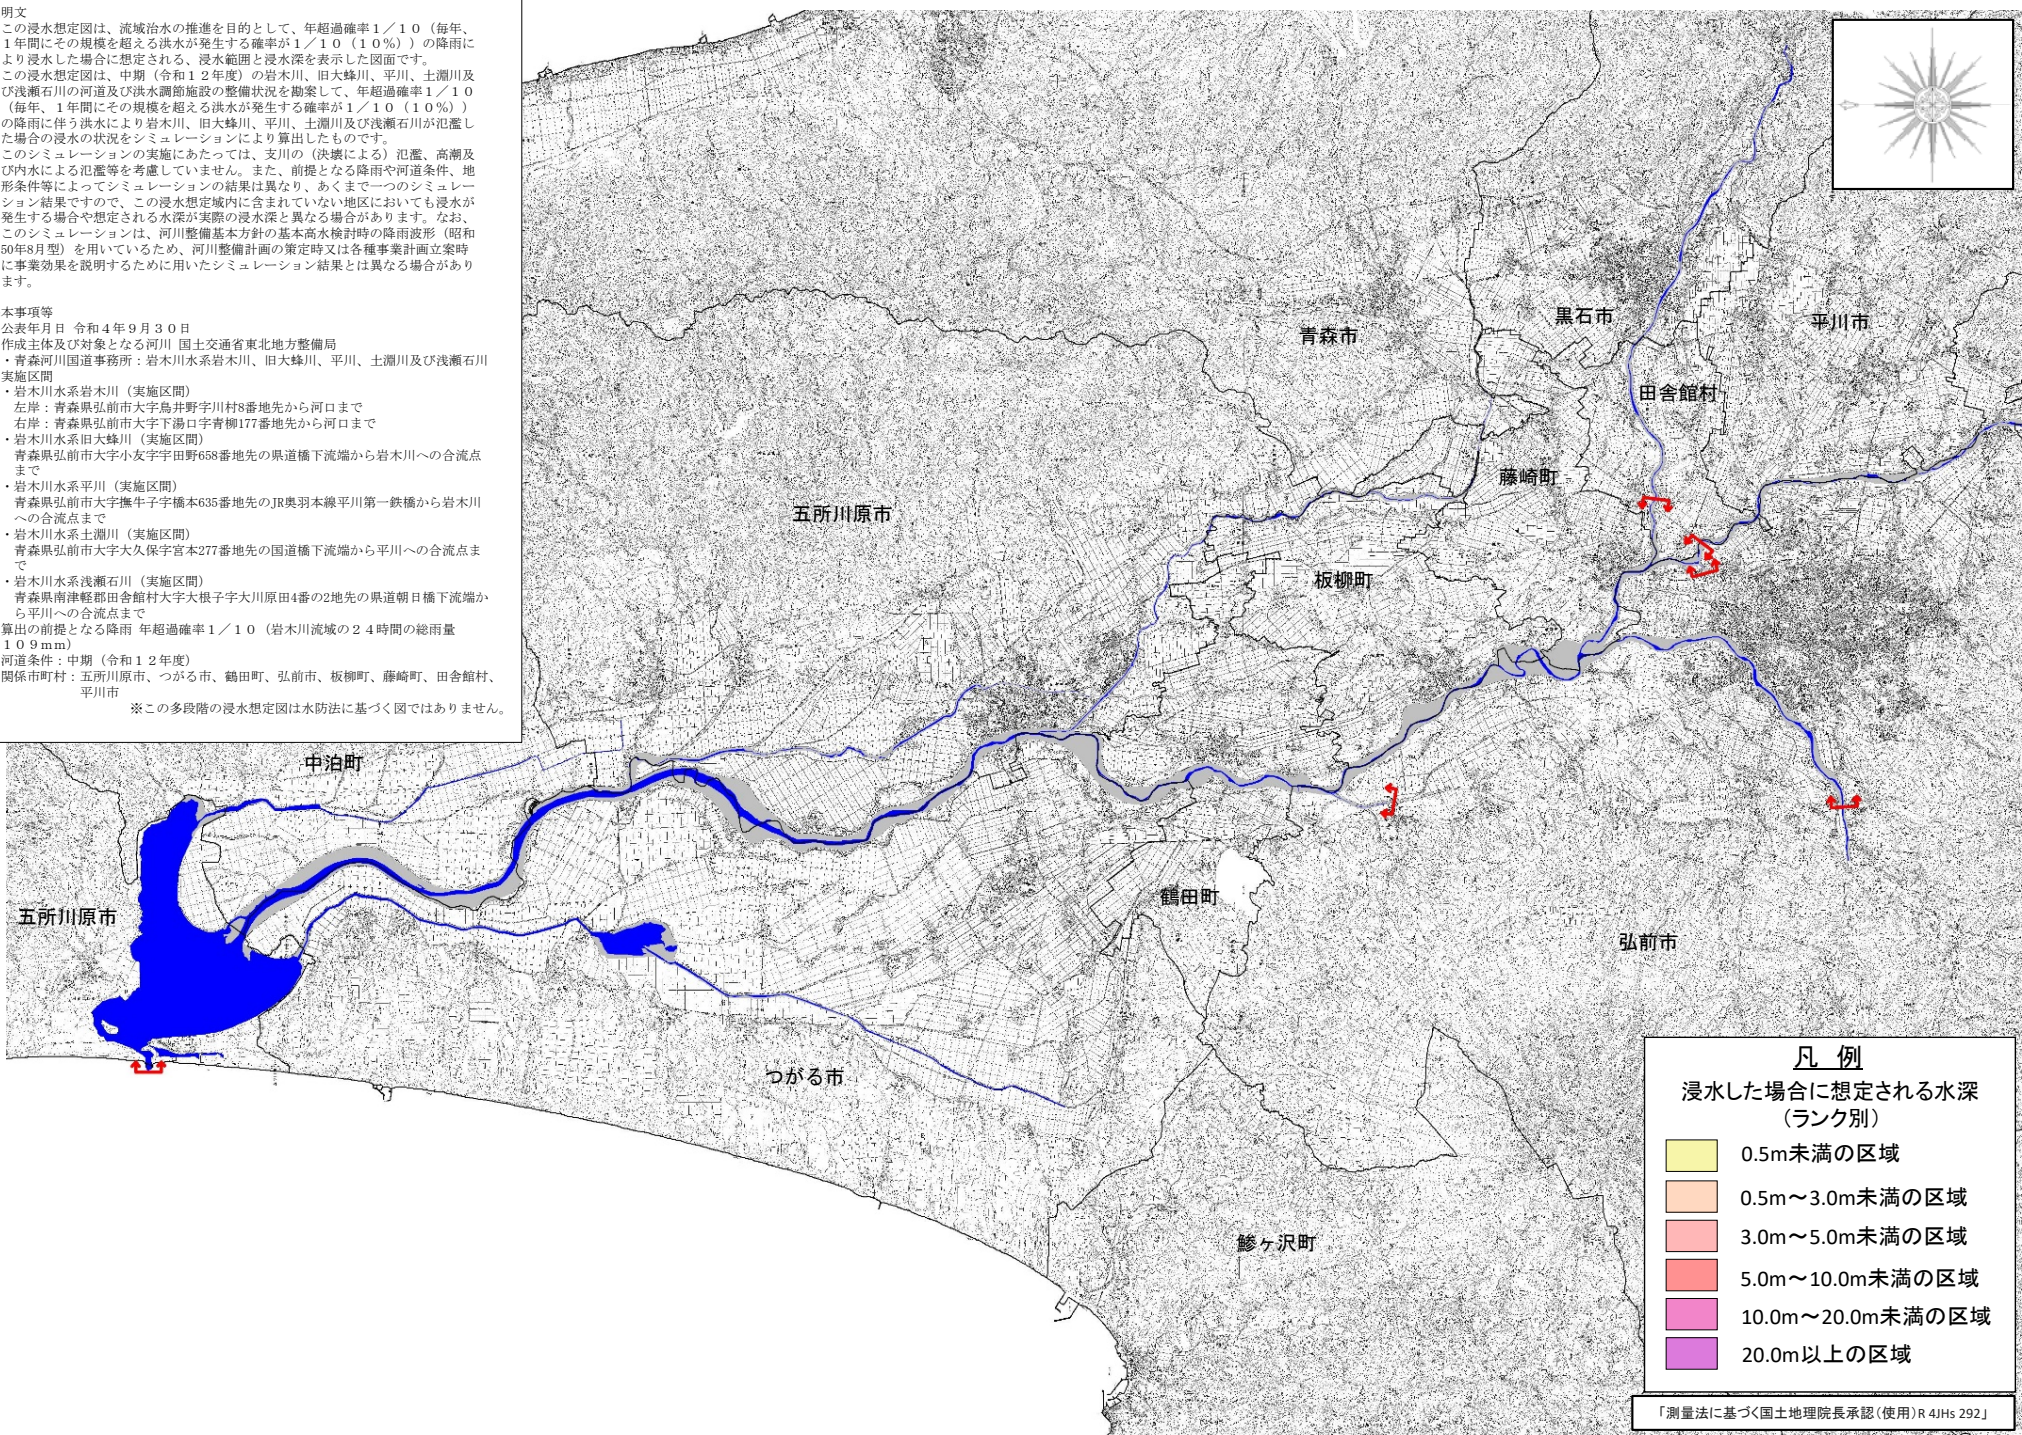 明文
この浸水想定図は、流域治水の推進を目的として、年超過確率１／１０（毎年、
１年間にその規模を超える洪水が発生する確率が１／１０（１０％））の降雨に
より浸水した場合に想定される、浸水範囲と浸水深を表示した図面です。
この浸水想定図は、中期（令和１２年度）の岩木川、旧大蜂川、平川、土淵川及
び浅瀬石川の河道及び洪水調節施設の整備状況を勘案して、年超過確率１／１０
（毎年、１年間にその規模を超える洪水が発生する確率が１／１０（１０％））
の降雨に伴う洪水により岩木川、旧大蜂川、平川、土淵川及び浅瀬石川が氾濫し
た場合の浸水の状況をシミュレーションにより算出したものです。
このシミュレーションの実施にあたっては、支川の（決壊による）氾濫、高潮及
び内水による氾濫等を考慮していません。また、前提となる降雨や河道条件、地
形条件等によってシミュレーションの結果は異なり、あくまで一つのシミュレー
ション結果ですので、この浸水想定域内に含まれていない地区においても浸水が
発生する場合や想定される水深が実際の浸水深と異なる場合があります。なお、
このシミュレーションは、河川整備基本方針の基本高水検討時の降雨波形（昭和
50年8月型）を用いているため、河川整備計画の策定時又は各種事業計画立案時
に事業効果を説明するために用いたシミュレーション結果とは異なる場合があり
ます。
本事項等
公表年月日 令和４年９月３０日
作成主体及び対象となる河川 国土交通省東北地方整備局
・青森河川国道事務所：岩木川水系岩木川、旧大蜂川、平川、土淵川及び浅瀬石川
実施区間
・岩木川水系岩木川（実施区間）
左岸：青森県弘前市大字鳥井野字川村8番地先から河口まで
右岸：青森県弘前市大字下湯口字青柳177番地先から河口まで
・岩木川水系旧大蜂川（実施区間）
青森県弘前市大字小友字宇田野658番地先の県道橋下流端から岩木川への合流点
まで
・岩木川水系平川（実施区間）
青森県弘前市大字撫牛子字橋本635番地先のJR奥羽本線平川第一鉄橋から岩木川
への合流点まで
・岩木川水系土淵川（実施区間）
青森県弘前市大字大久保字宮本277番地先の国道橋下流端から平川への合流点ま
で
・岩木川水系浅瀬石川（実施区間）
青森県南津軽郡田舎館村大字大根子字大川原田4番の2地先の県道朝日橋下流端か
ら平川への合流点まで
算出の前提となる降雨 年超過確率１／１０（岩木川流域の２４時間の総雨量
１０９mm）
河道条件：中期（令和１２年度）
関係市町村：五所川原市、つがる市、鶴田町、弘前市、板柳町、藤崎町、田舎館村、
平川市
※この多段階の浸水想定図は水防法に基づく図ではありません。
黒石市
平川市
青森市
田舎館村
藤崎町
五所川原市
板柳町
中泊町
鶴田町
五所川原市
弘前市
つがる市
鰺ヶ沢町
凡 例
浸水した場合に想定される水深
（ランク別）
0.5m未満の区域
0.5m～3.0m未満の区域
3.0m～5.0m未満の区域
5.0m～10.0m未満の区域
10.0m～20.0m未満の区域
20.0m以上の区域
「測量法に基づく国土地理院長承認（使用）R 4JHs 292」